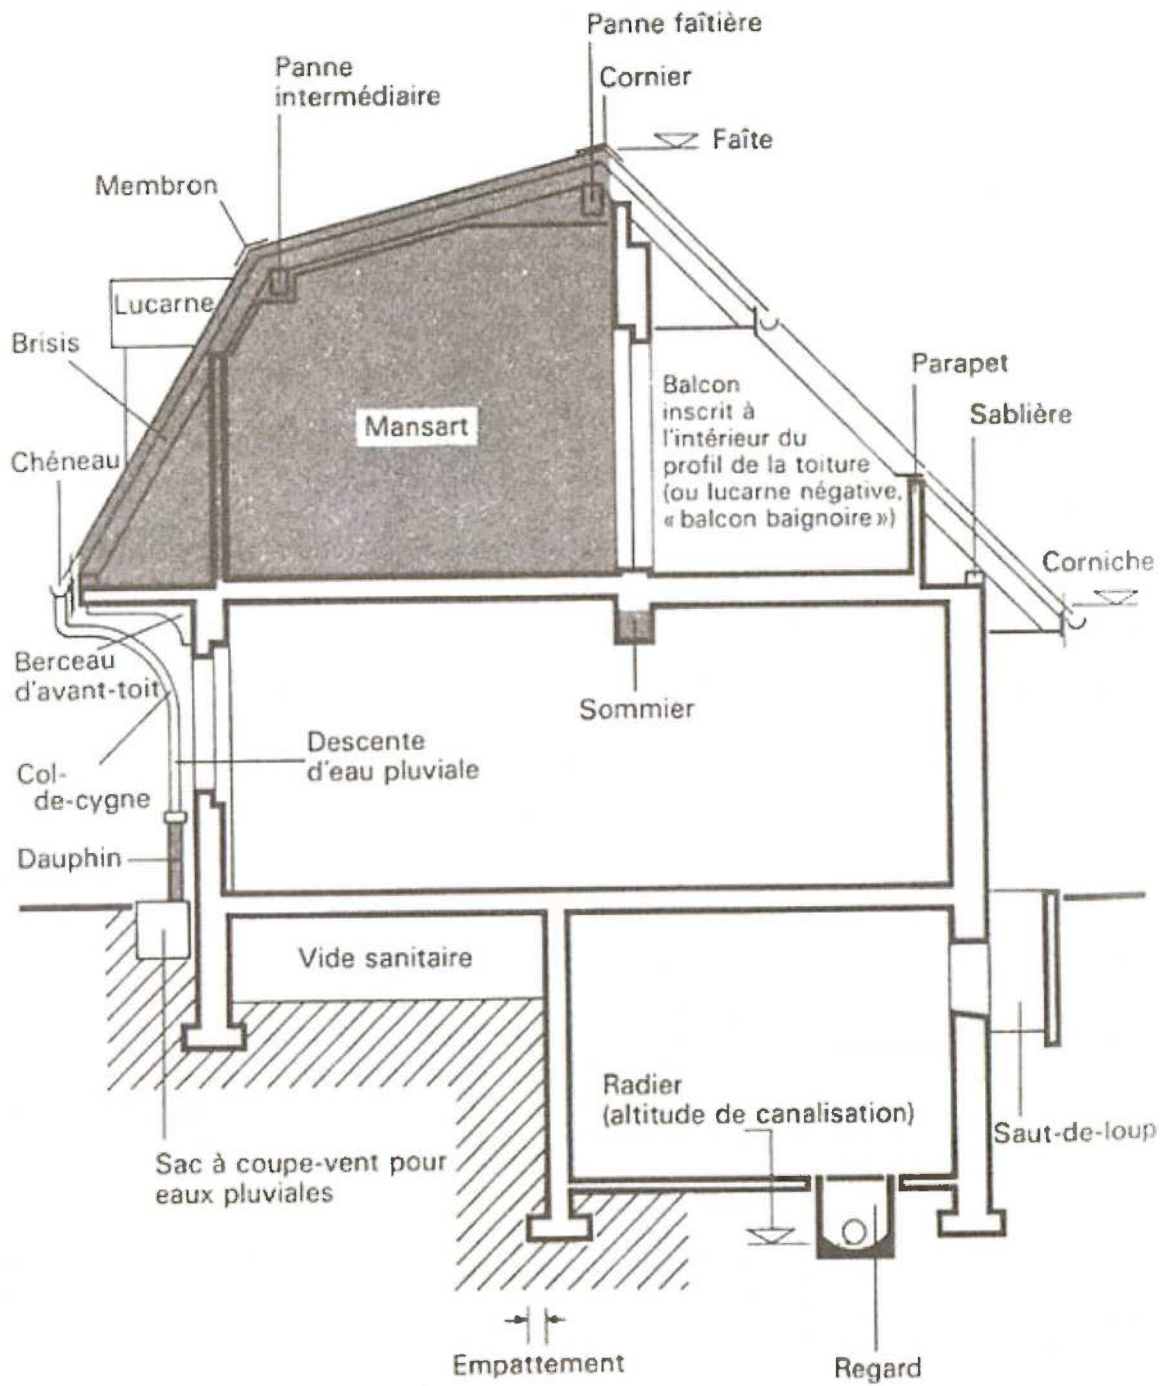 Panne faîtière
Cornier
Panne
intermédiaire
Faîte
Membron
Lucarne
Brisis
Parapet
Balcon
inscrit à
l'intérieur du
profil de la toiture
(ou lucarne négative,
« balcon baignoire »)
Sablière
Mansart
Chéneau
Corniche
Berceau
d'avant-toit
Sommier
Descente
d'eau pluviale
Col-
de-cygne
Dauphin
Vide sanitaire
Radier
(altitude de canalisation)
Saut-de-loup
Sac à coupe-vent pour
eaux pluviales
Empattement
Regard